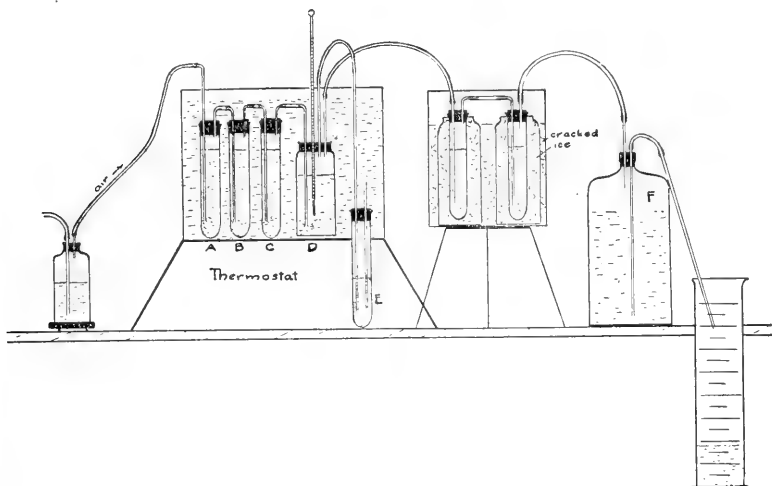 air →
A B C D
E
Thermostat
cracked
ice
F